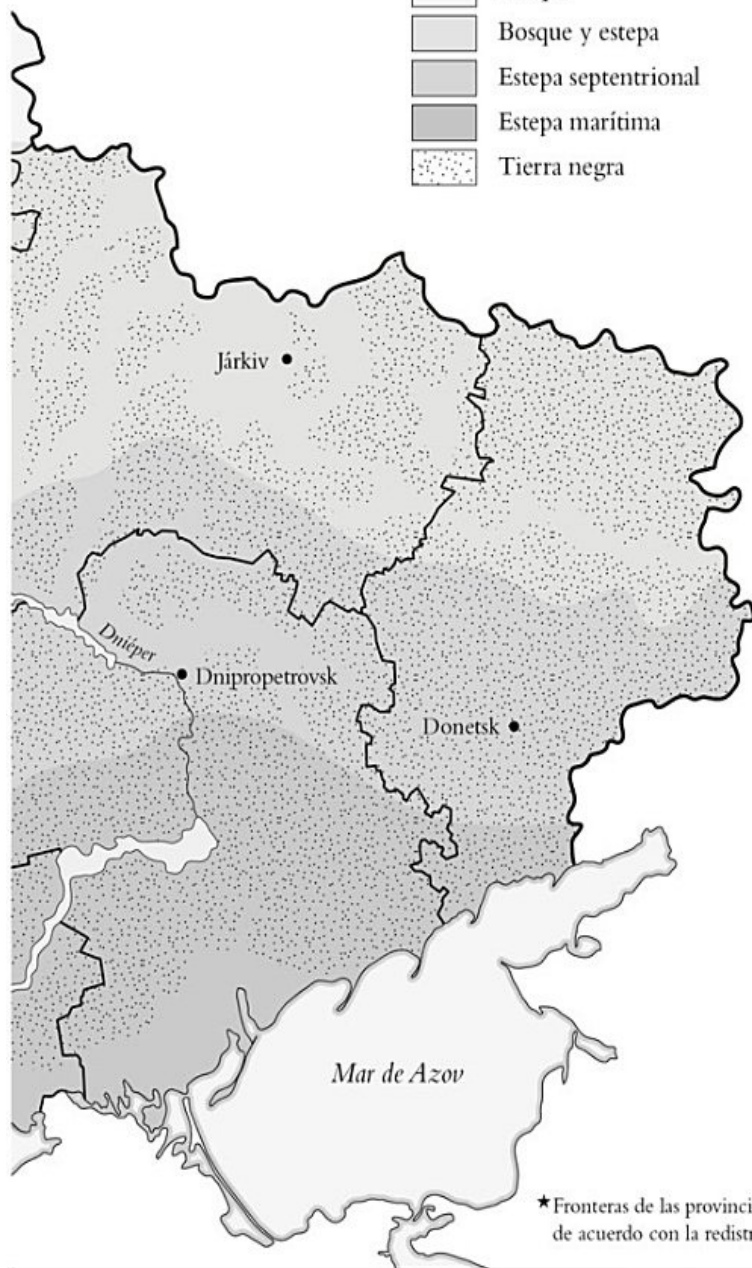 Bosque y estepa
Estepa septentrional
Estepa marítima
Tierra negra
Járkiv
Dniéper
Dnipropetrovsk
Donetsk
Mar de Azov
★Fronteras de las provinci
de acuerdo con la redistr